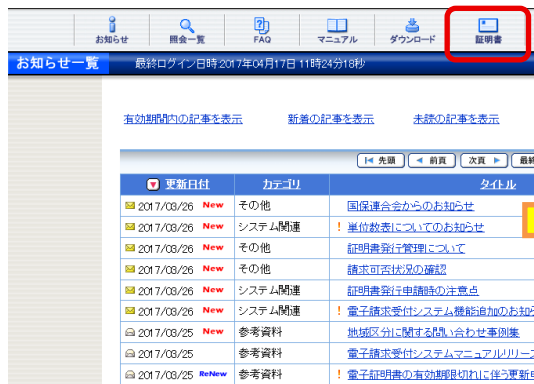 お知らせ 照会一覧 FAQ マニュアル ダウンロード 証明書
お知らせ一覧 最終ログイン日時:2017年04月17日 11時24分18秒
有効期間内の記事を表示 新着の記事を表示 未読の記事を表示
先頭 前頁 次頁 最終
更新日付 カテゴリ タイトル
2017/03/26 New その他 国保連合会からのお知らせ
2017/03/26 New システム関連 ! 単位数表についてのお知らせ
2017/03/26 New その他 証明書発行管理について
2017/03/26 New その他 請求可否状況の確認
2017/03/26 New システム関連 証明書発行申請時の注意点
2017/03/26 New システム関連 ! 電子請求受付システム機能追加のお知ら
2017/03/25 New 参考資料 地域区分に関する問い合わせ事例集
2017/03/25 参考資料 電子請求受付システムマニュアルリリース
2017/03/25 ReNew 参考資料 ! 電子証明書の有効期限切れに伴う更新申